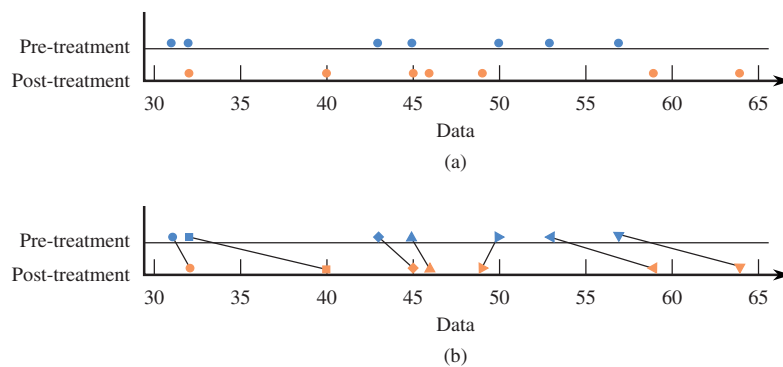 Pre-treatment
Post-treatment
30 35 40 45 50 55 60 65
Data
(a)
Pre-treatment
Post-treatment
30 35 40 45 50 55 60 65
Data
(b)